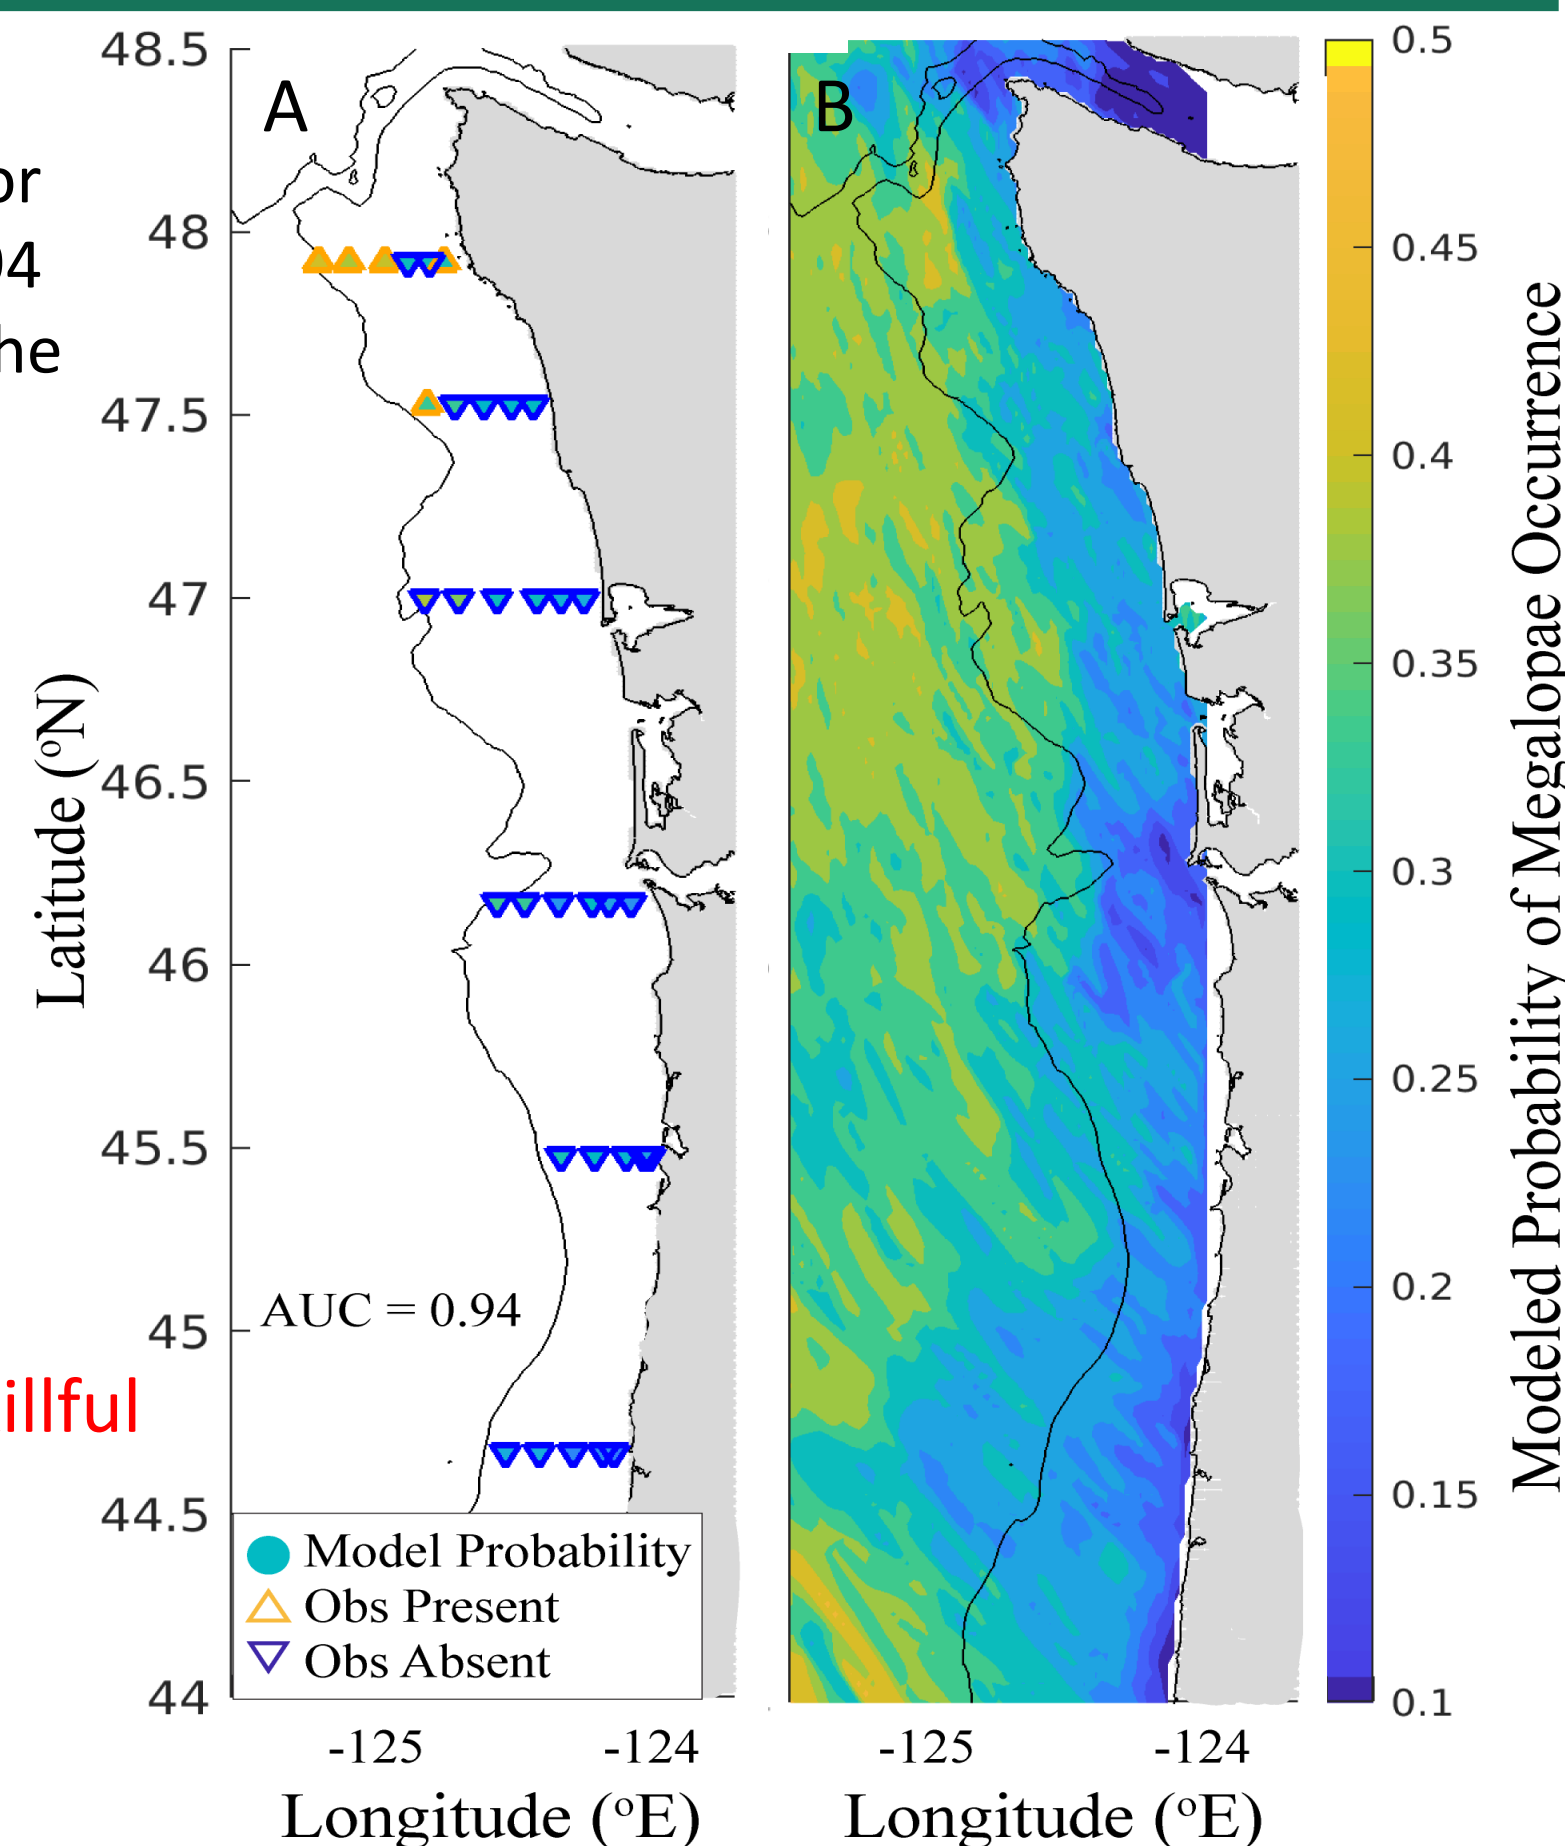 or
94
he
illful
A
B
48.5
48
47.5
47
46.5
46
45.5
45
44.5
44
Latitude (ºN)
AUC = 0.94
Model Probability
Obs Present
Obs Absent
-125
-124
Longitude (ºE)
-125
-124
Longitude (ºE)
0.5
0.45
0.4
0.35
0.3
0.25
0.2
0.15
0.1
Modeled Probability of Megalopae Occurrence